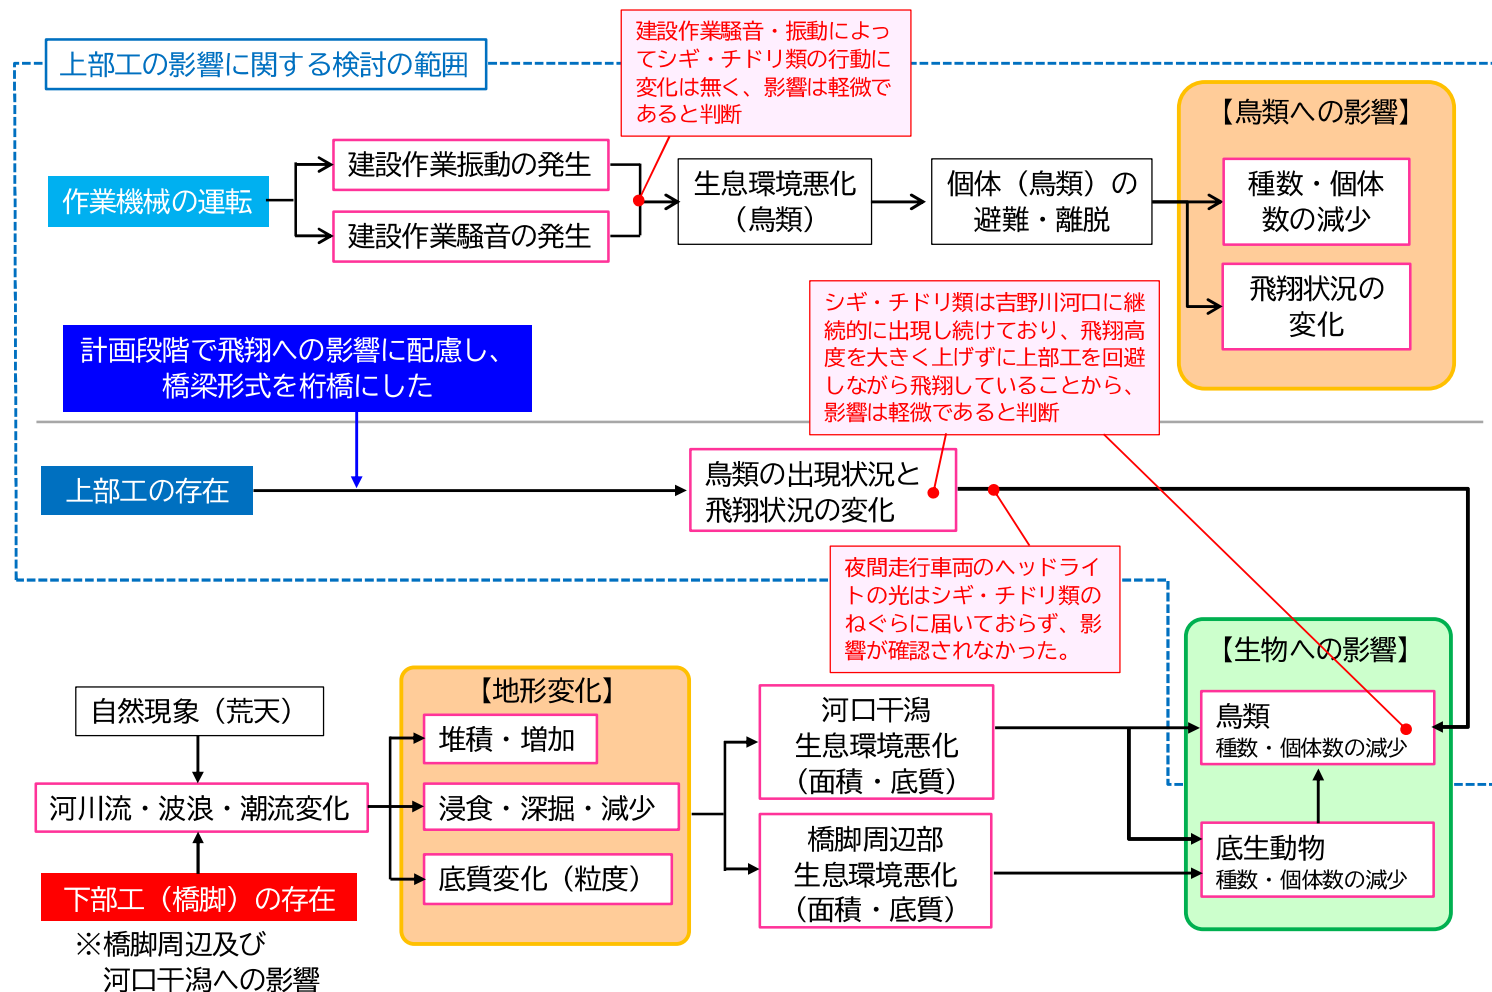 上部工の影響に関する検討の範囲
建設作業騒音・振動によっ
てシギ・チドリ類の行動に
変化は無く、影響は軽微で
あると判断
【鳥類への影響】
作業機械の運転
建設作業振動の発生
建設作業騒音の発生
生息環境悪化
（鳥類）
個体（鳥類）の
避難・離脱
種数・個体
数の減少
飛翔状況の
変化
計画段階で飛翔への影響に配慮し、
橋梁形式を桁橋にした
シギ・チドリ類は吉野川河口に継
続的に出現し続けており、飛翔高
度を大きく上げずに上部工を回避
しながら飛翔していることから、
影響は軽微であると判断
上部工の存在
鳥類の出現状況と
飛翔状況の変化
夜間走行車両のヘッドライ
トの光はシギ・チドリ類の
ねぐらに届いておらず、影
響が確認されなかった。
自然現象（荒天）
河川流・波浪・潮流変化
下部工（橋脚）の存在
※橋脚周辺及び
河口干潟への影響
【地形変化】
堆積・増加
浸食・深掘・減少
底質変化（粒度）
河口干潟
生息環境悪化
（面積・底質）
橋脚周辺部
生息環境悪化
（面積・底質）
【生物への影響】
鳥類
種数・個体数の減少
底生動物
種数・個体数の減少